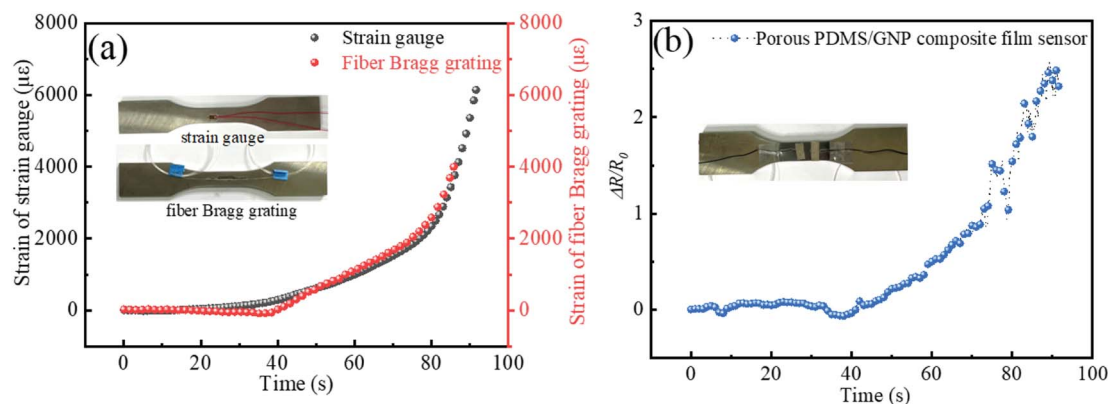 (a)
Strain gauge
Fiber Bragg grating
strain gauge
fiber Bragg grating
Strain of strain gauge (με)
8000
6000
4000
2000
0
0
20
40
60
80
100
Time (s)
8000
6000
4000
2000
0
Strain of fiber Bragg grating (με)
(b)
Porous PDMS/GNP composite film sensor
ΔR/R0
3
2
1
0
0
20
40
60
80
100
Time (s)